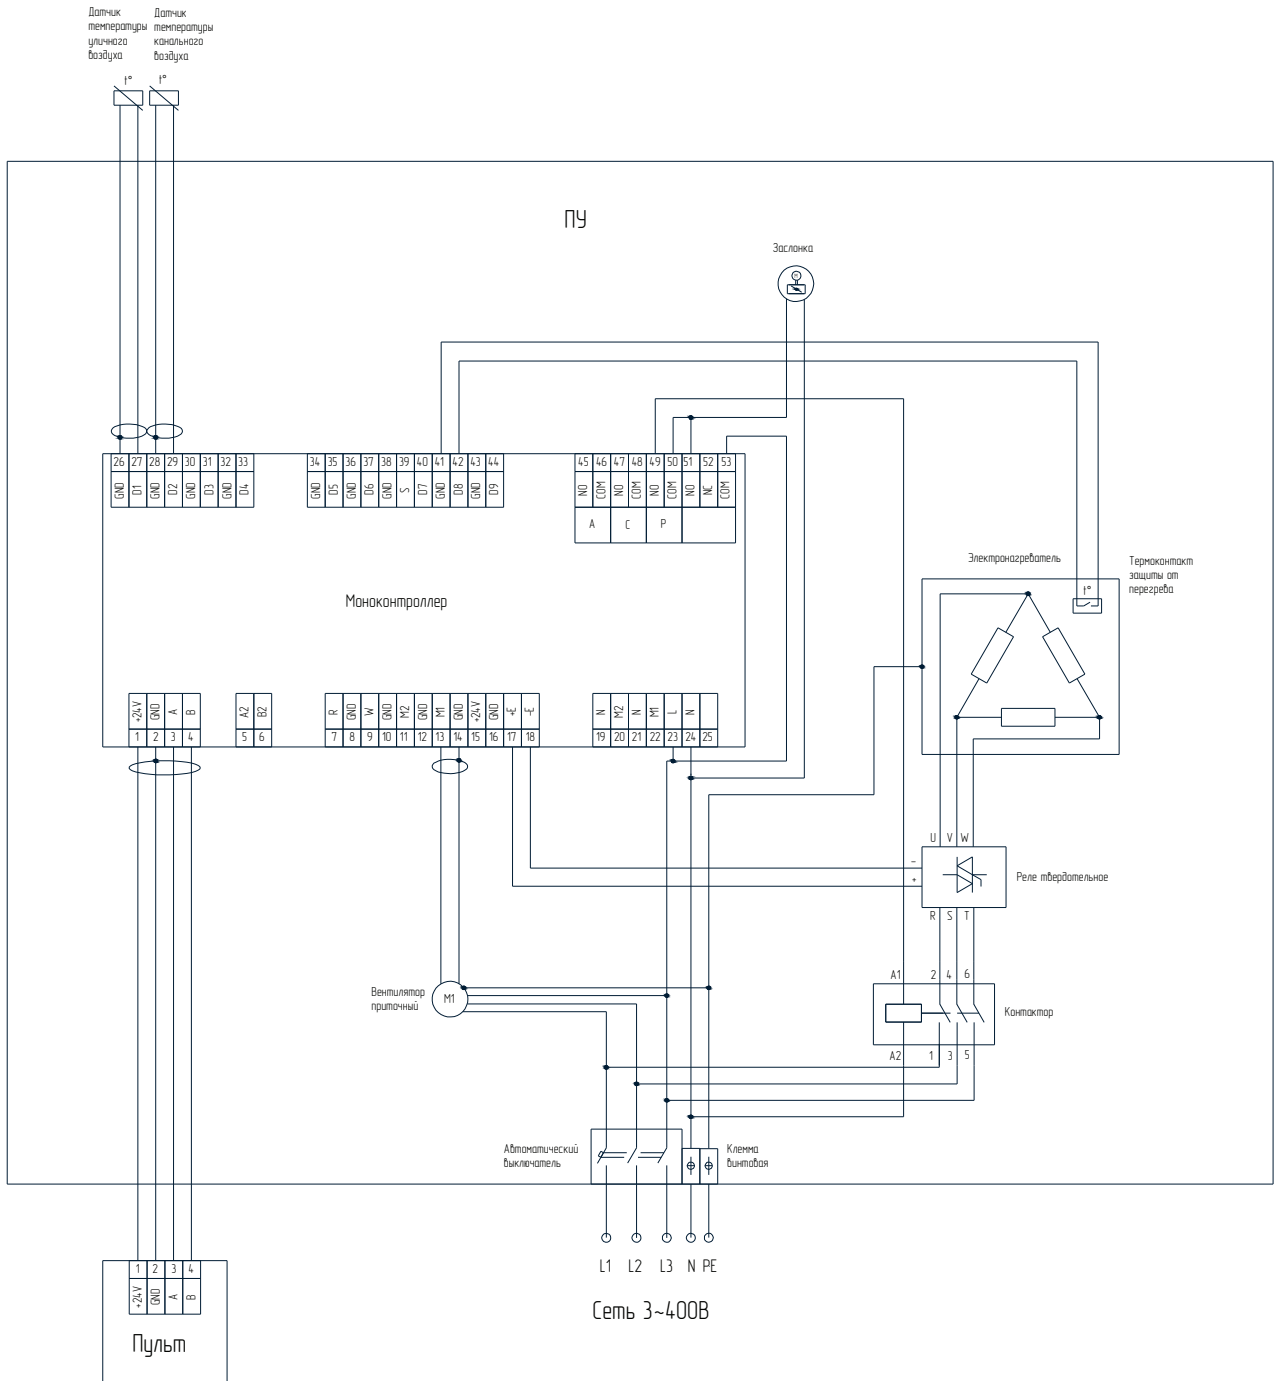 Датчик
температуры
уличного
воздуха
Датчик
температуры
канального
воздуха
t°
t°
ПУ
Заслонка
M
26 27 28 29 30 31 32 33
GND D1 GND D2 GND D3 GND D4
34 35 36 37 38 39 40 41 42 43 44
GND D5 GND D6 GND S D7 GND D8 GND D9
45 46 47 48 49 50 51 52 53
NO COM NO COM NO COM NO NC COM
A C P
Моноконтроллер
Электронагреватель
Термоконтакт
защиты от
перегрева
t°
+24V GND A B
1 2 3 4
A2 B2
5 6
R GND W GND M2 GND M1 GND +24V GND +E -E
7 8 9 10 11 12 13 14 15 16 17 18
N M2 N M1 L N
19 20 21 22 23 24 25
U V W
-
+
Реле твердотельное
R S T
A1 2 4 6
Вентилятор
приточный
M1
Контактор
A2 1 3 5
Автоматический
выключатель
Клемма
винтовая
L1 L2 L3 N PE
Сеть 3~400В
1 2 3 4
+24V GND A B
Пульт